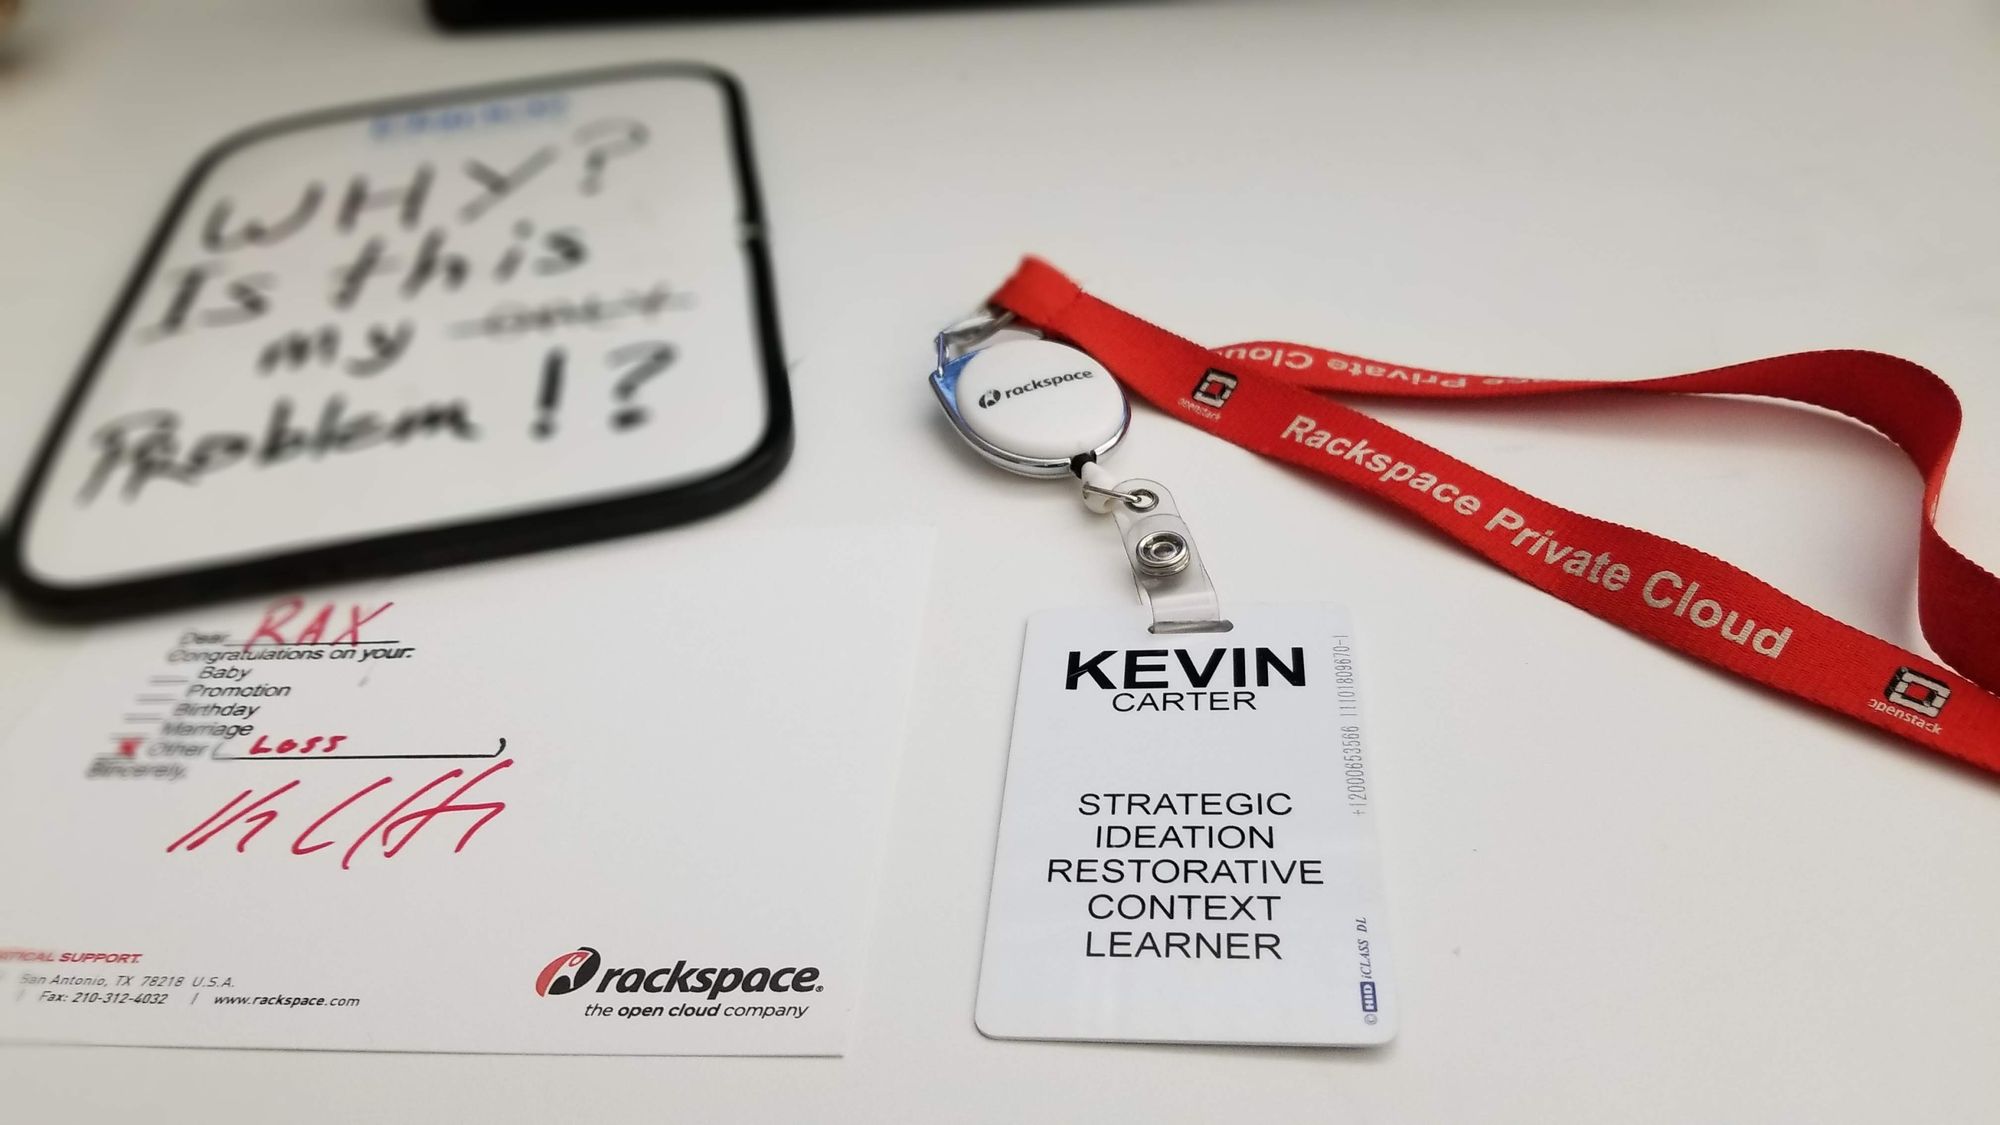 WHY?
Is this
my ONLY
PRoblem!?
Dear RAX
Congratulations on your:
Baby
Promotion
Birthday
Marriage
x Other ( Loss )
Sincerely,
SUPPORT.
San Antonio, TX 78218 U.S.A.
| Fax: 210-312-4032 | www.rackspace.com
rackspace®
the open cloud company
rackspace
openstack
Rackspace Private Cloud
openstack
Private Cloud
KEVIN
CARTER
STRATEGIC
IDEATION
RESTORATIVE
CONTEXT
LEARNER
©HID iCLASS DL